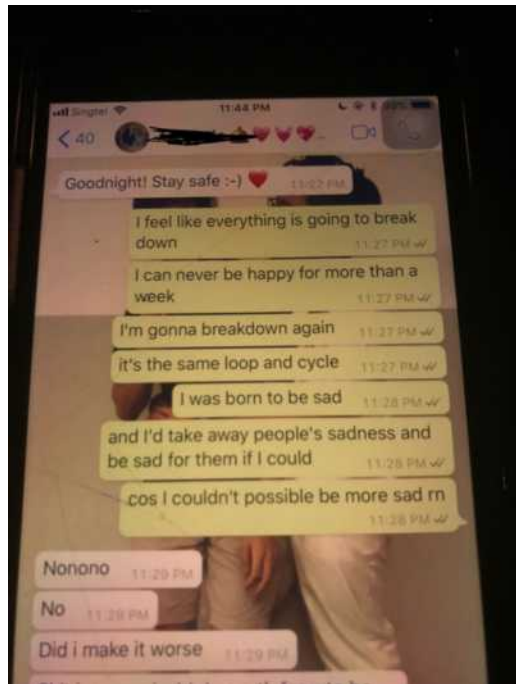 Singtel
11:44 PM
40
Goodnight! Stay safe :-) ❤️
11:27 PM
I feel like everything is going to break
down
11:27 PM
I can never be happy for more than a
week
11:27 PM
I'm gonna breakdown again
11:27 PM
it's the same loop and cycle
11:27 PM
I was born to be sad
11:28 PM
and I'd take away people's sadness and
be sad for them if I could
11:28 PM
cos I couldn't possible be more sad rn
11:28 PM
Nonono
11:29 PM
No
11:29 PM
Did i make it worse
11:29 PM